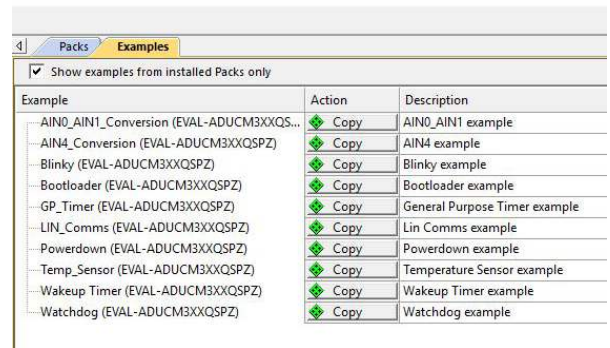 Packs Examples
Show examples from installed Packs only
Example Action Description
AIN0_AIN1_Conversion (EVAL-ADUCM3XXQS... Copy AIN0_AIN1 example
AIN4_Conversion (EVAL-ADUCM3XXQSPZ) Copy AIN4 example
Blinky (EVAL-ADUCM3XXQSPZ) Copy Blinky example
Bootloader (EVAL-ADUCM3XXQSPZ) Copy Bootloader example
GP_Timer (EVAL-ADUCM3XXQSPZ) Copy General Purpose Timer example
LIN_Comms (EVAL-ADUCM3XXQSPZ) Copy Lin Comms example
Powerdown (EVAL-ADUCM3XXQSPZ) Copy Powerdown example
Temp_Sensor (EVAL-ADUCM3XXQSPZ) Copy Temperature Sensor example
Wakeup Timer (EVAL-ADUCM3XXQSPZ) Copy Wakeup Timer example
Watchdog (EVAL-ADUCM3XXQSPZ) Copy Watchdog example